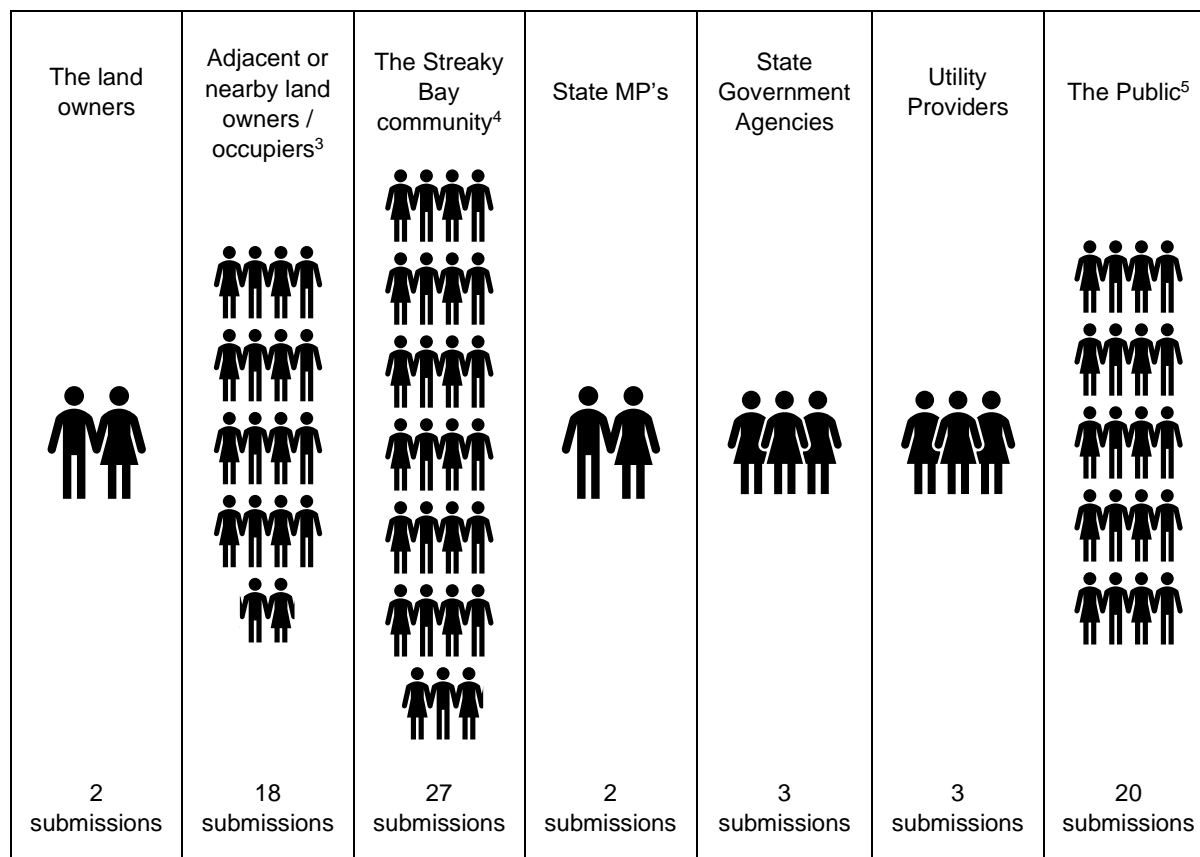 The land
owners
Adjacent or
nearby land
owners /
occupiers3
The Streaky
Bay
community4
State MP's
State
Government
Agencies
Utility
Providers
The Public5
2
submissions
18
submissions
27
submissions
2
submissions
3
submissions
3
submissions
20
submissions